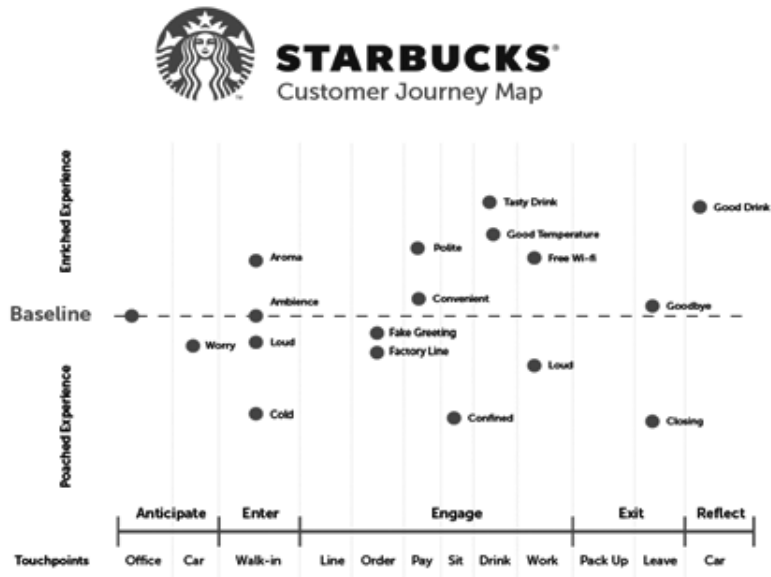 STARBUCKS®
Customer Journey Map
Enriched Experience
Baseline
Poached Experience
Tasty Drink
Good Drink
Good Temperature
Polite
Aroma
Free Wi-fi
Convenient
Ambience
Goodbye
Fake Greeting
Worry
Loud
Factory Line
Loud
Cold
Confined
Closing
Anticipate Enter Engage Exit Reflect
Touchpoints Office Car Walk-in Line Order Pay Sit Drink Work Pack Up Leave Car